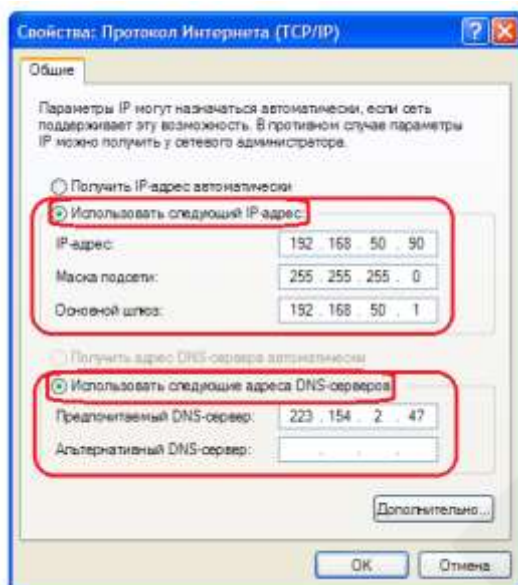 Свойства: Протокол Интернета (TCP/IP)
Общие
Параметры IP могут назначаться автоматически, если сеть
поддерживает эту возможность. В противном случае параметры
IP можно получить у сетевого администратора.
Получить IP-адрес автоматически
Использовать следующий IP-адрес:
IP-адрес: 192 . 168 . 50 . 90
Маска подсети: 255 . 255 . 255 . 0
Основной шлюз: 192 . 168 . 50 . 1
Получить адрес DNS-сервера автоматически
Использовать следующие адреса DNS-серверов:
Предпочитаемый DNS-сервер: 223 . 154 . 2 . 47
Альтернативный DNS-сервер: . . .
Дополнительно...
OK Отмена